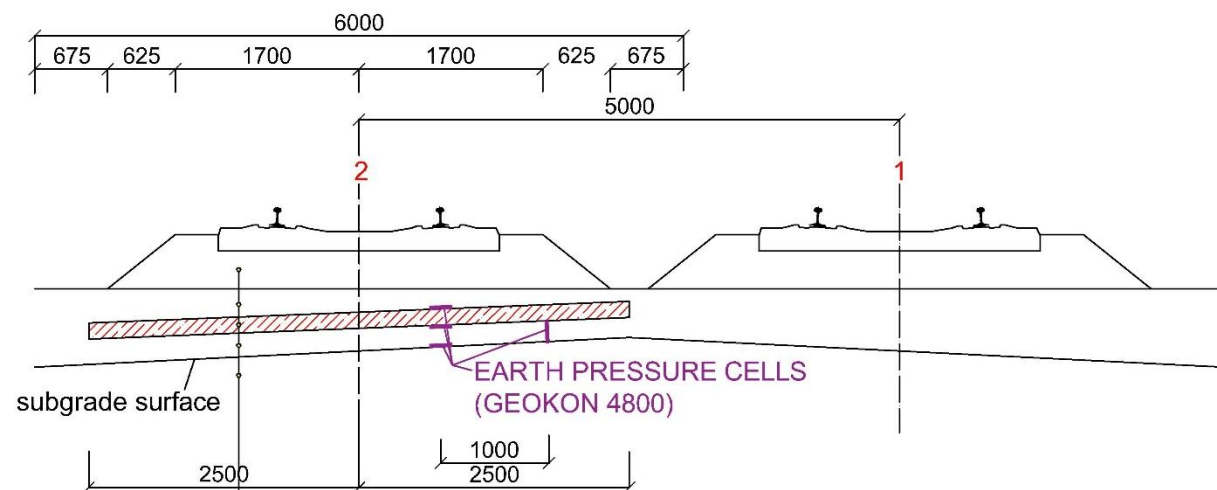 6000
675 625 1700 1700 625 675
5000
2 1
EARTH PRESSURE CELLS
(GEOKON 4800)
subgrade surface
1000
2500 2500